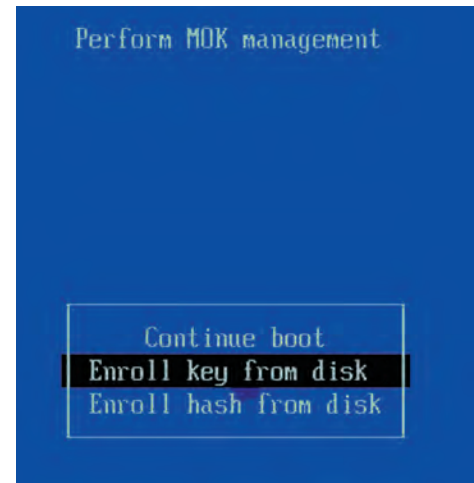 Perform MOK management
Continue boot
Enroll key from disk
Enroll hash from disk